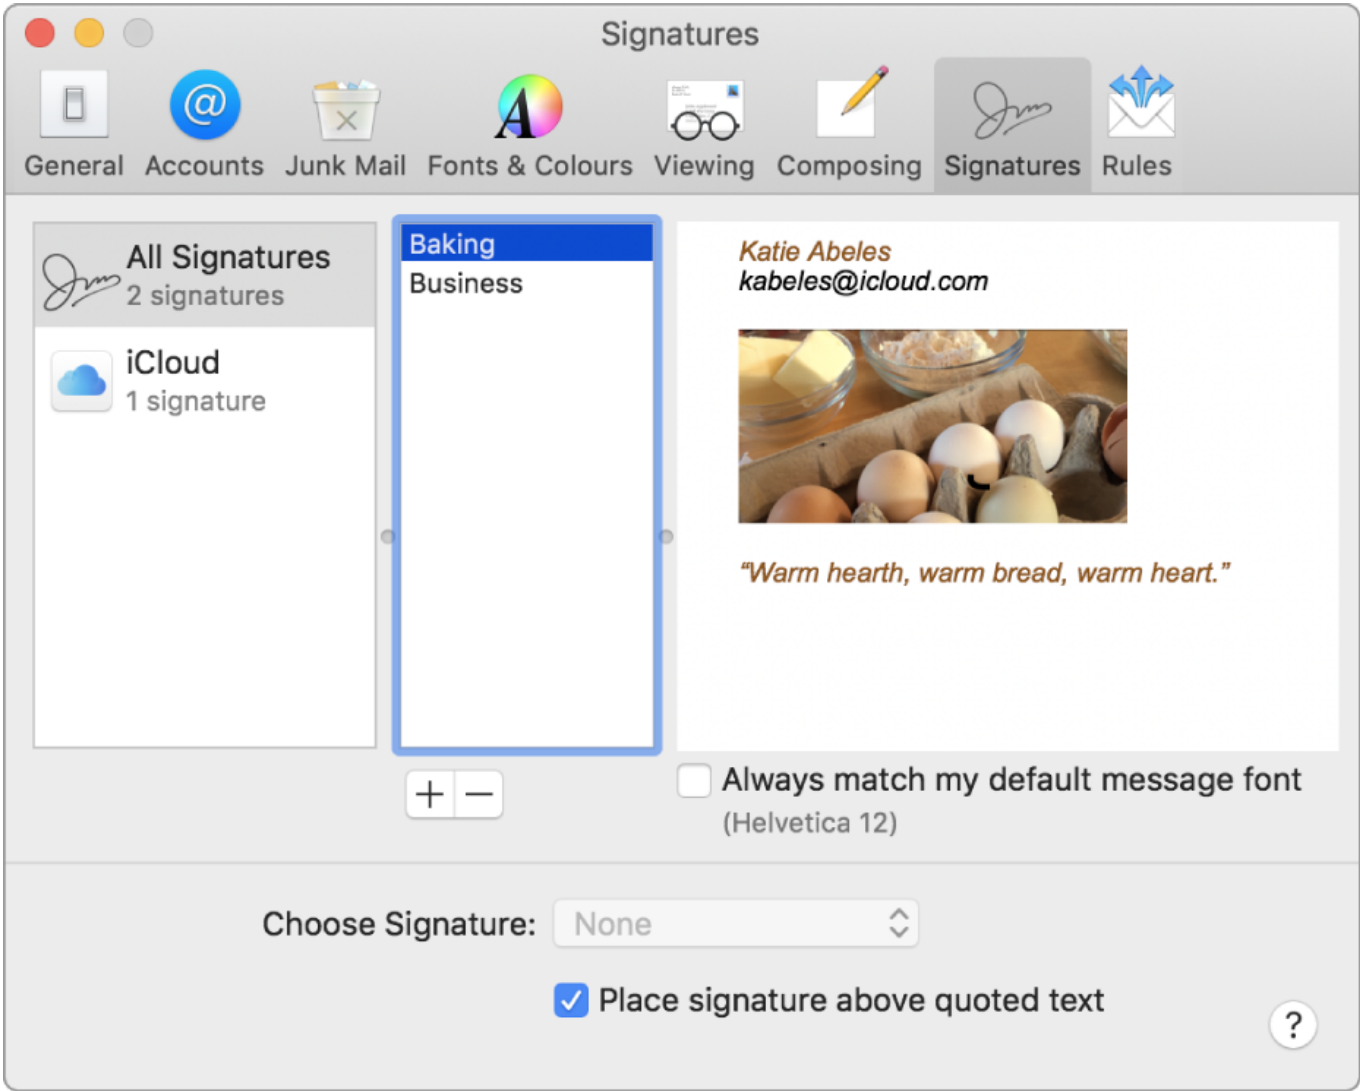 Signatures
General
Accounts
Junk Mail
Fonts & Colours
Viewing
Composing
Signatures
Rules
All Signatures
2 signatures
iCloud
1 signature
Baking
Business
Katie Abeles
kabeles@icloud.com
“Warm hearth, warm bread, warm heart.”
Always match my default message font
(Helvetica 12)
Choose Signature: None
Place signature above quoted text
?